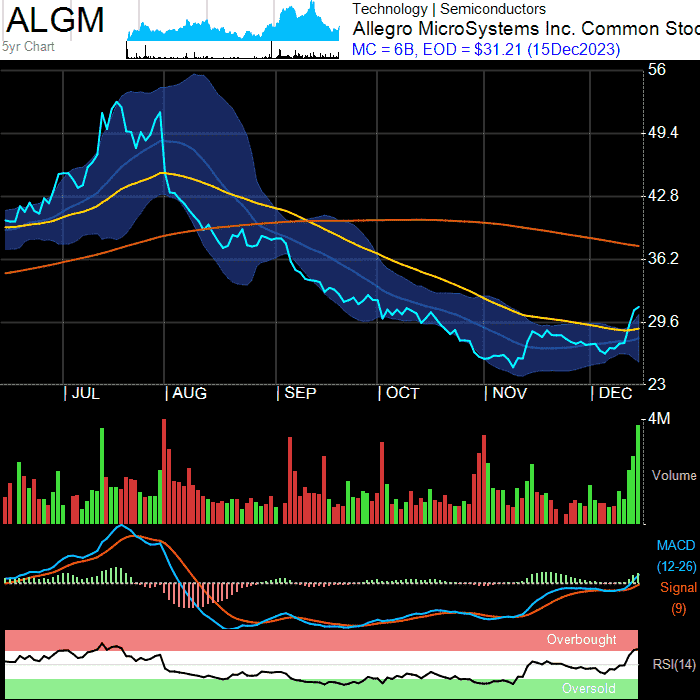 ALGM
5yr Chart
Technology | Semiconductors
Allegro MicroSystems Inc. Common Stoc
MC = 6B, EOD = $31.21 (15Dec2023)
56
49.4
42.8
36.2
29.6
23
| JUL | AUG | SEP | OCT | NOV | DEC
4M
Volume
MACD
(12-26)
Signal
(9)
Overbought
RSI(14)
Oversold